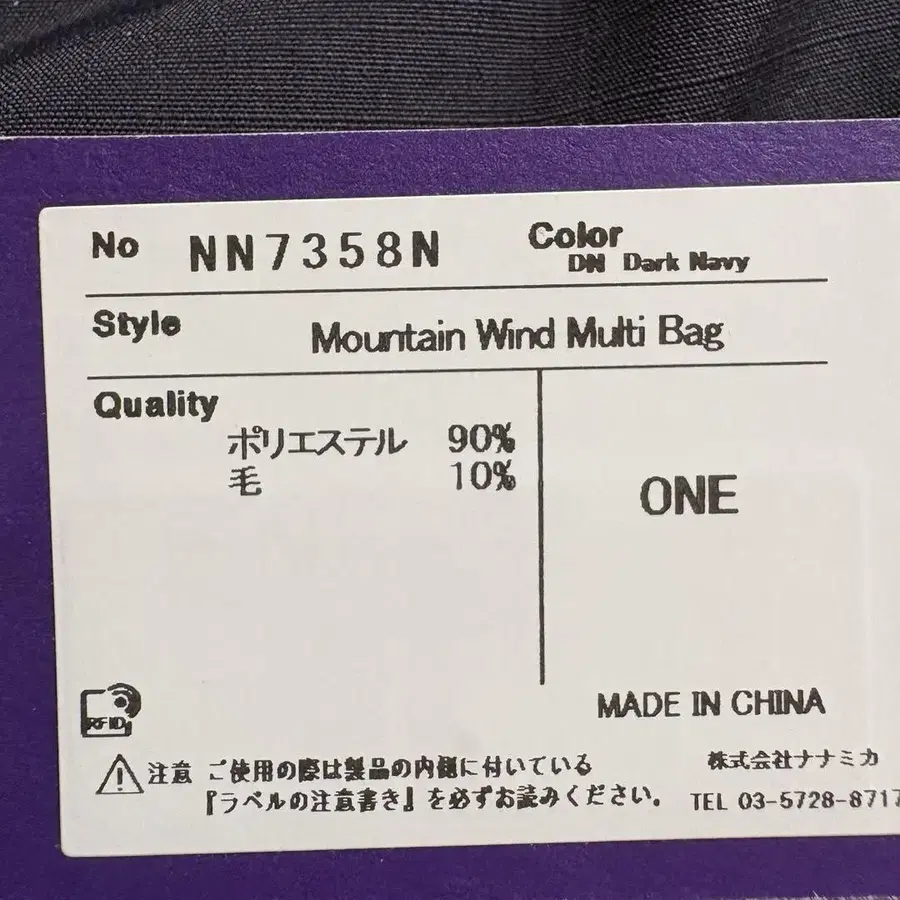 No NN7358N Color
DN Dark Navy
Style Mountain Wind Multi Bag
Quality
ポリエステル 90%
毛 10%
ONE
RFID
MADE IN CHINA
注意 ご使用の際は製品の内側に付いている
『ラベルの注意書き』を必ずお読みください。
株式会社ナナミカ
TEL 03-5728-8717